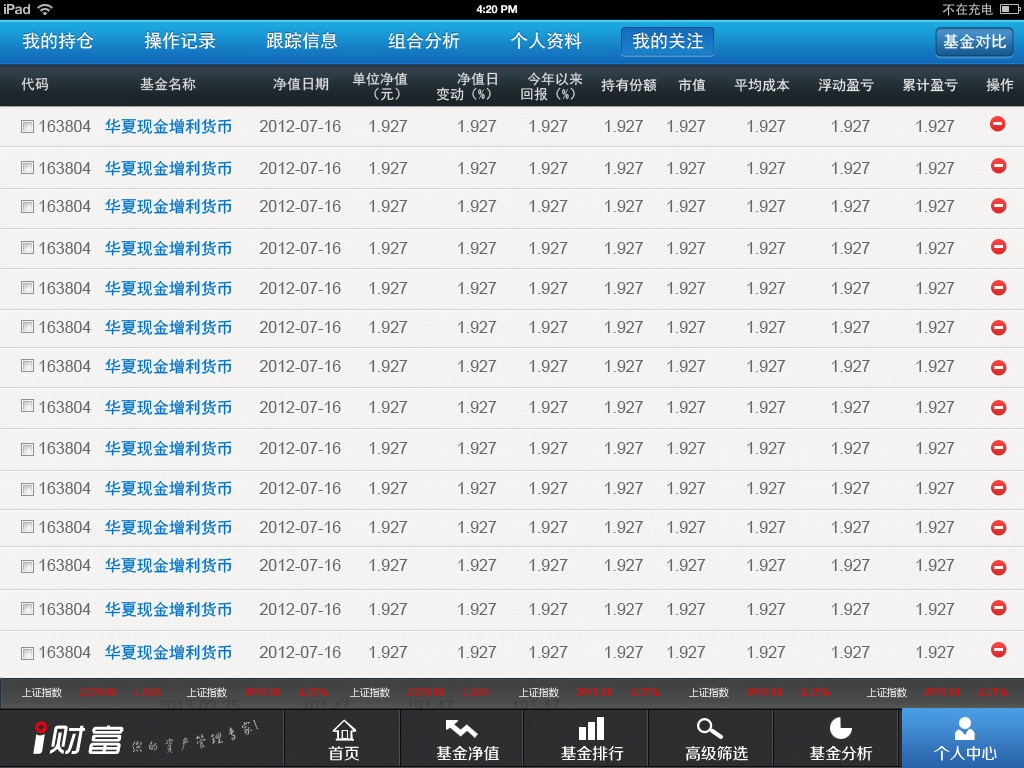 iPad 4:20 PM 不在充电
我的持仓 操作记录 跟踪信息 组合分析 个人资料 我的关注 基金对比
代码 基金名称 净值日期 单位净值（元） 净值日变动（%） 今年以来回报（%） 持有份额 市值 平均成本 浮动盈亏 累计盈亏 操作
163804 华夏现金增利货币 2012-07-16 1.927 1.927 1.927 1.927 1.927 1.927 1.927 1.927
163804 华夏现金增利货币 2012-07-16 1.927 1.927 1.927 1.927 1.927 1.927 1.927 1.927
163804 华夏现金增利货币 2012-07-16 1.927 1.927 1.927 1.927 1.927 1.927 1.927 1.927
163804 华夏现金增利货币 2012-07-16 1.927 1.927 1.927 1.927 1.927 1.927 1.927 1.927
163804 华夏现金增利货币 2012-07-16 1.927 1.927 1.927 1.927 1.927 1.927 1.927 1.927
163804 华夏现金增利货币 2012-07-16 1.927 1.927 1.927 1.927 1.927 1.927 1.927 1.927
163804 华夏现金增利货币 2012-07-16 1.927 1.927 1.927 1.927 1.927 1.927 1.927 1.927
163804 华夏现金增利货币 2012-07-16 1.927 1.927 1.927 1.927 1.927 1.927 1.927 1.927
163804 华夏现金增利货币 2012-07-16 1.927 1.927 1.927 1.927 1.927 1.927 1.927 1.927
163804 华夏现金增利货币 2012-07-16 1.927 1.927 1.927 1.927 1.927 1.927 1.927 1.927
163804 华夏现金增利货币 2012-07-16 1.927 1.927 1.927 1.927 1.927 1.927 1.927 1.927
163804 华夏现金增利货币 2012-07-16 1.927 1.927 1.927 1.927 1.927 1.927 1.927 1.927
163804 华夏现金增利货币 2012-07-16 1.927 1.927 1.927 1.927 1.927 1.927 1.927 1.927
163804 华夏现金增利货币 2012-07-16 1.927 1.927 1.927 1.927 1.927 1.927 1.927 1.927
上证指数 上证指数 上证指数 上证指数 上证指数 上证指数
i财富 你的资产管理专家! 首页 基金净值 基金排行 高级筛选 基金分析 个人中心